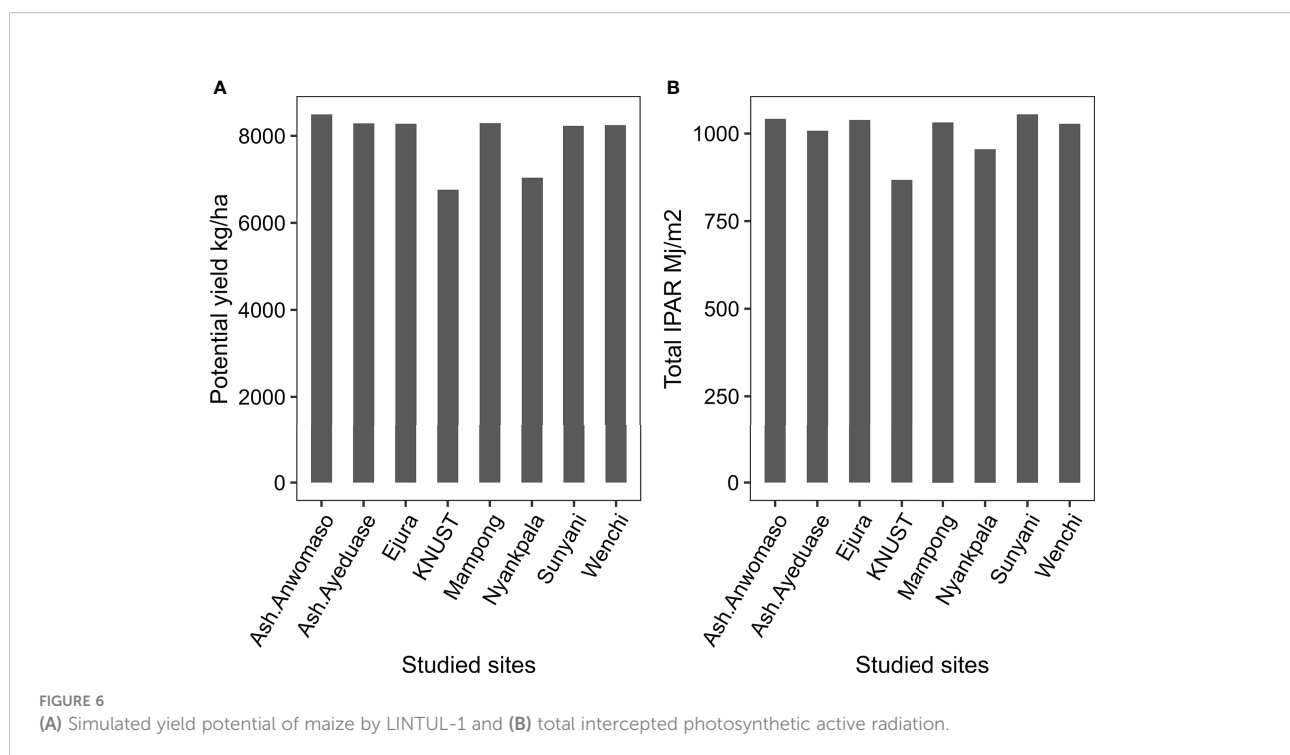 A
Potential yield kg/ha
8000
6000
4000
2000
0
Ash.Anwomaso
Ash.Ayeduase
Ejura
KNUST
Mampong
Nyankpala
Sunyani
Wenchi
Studied sites
B
Total IPAR Mj/m2
1000
750
500
250
0
Ash.Anwomaso
Ash.Ayeduase
Ejura
KNUST
Mampong
Nyankpala
Sunyani
Wenchi
Studied sites
FIGURE 6
(A) Simulated yield potential of maize by LINTUL-1 and (B) total intercepted photosynthetic active radiation.